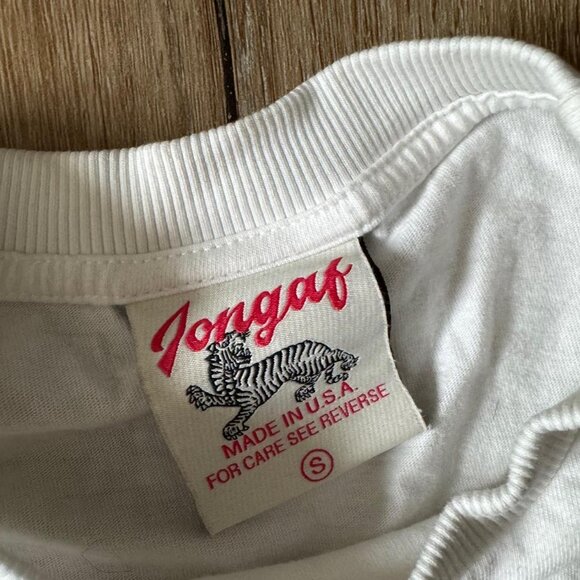 Jongaf
MADE IN U.S.A.
FOR CARE SEE REVERSE
S